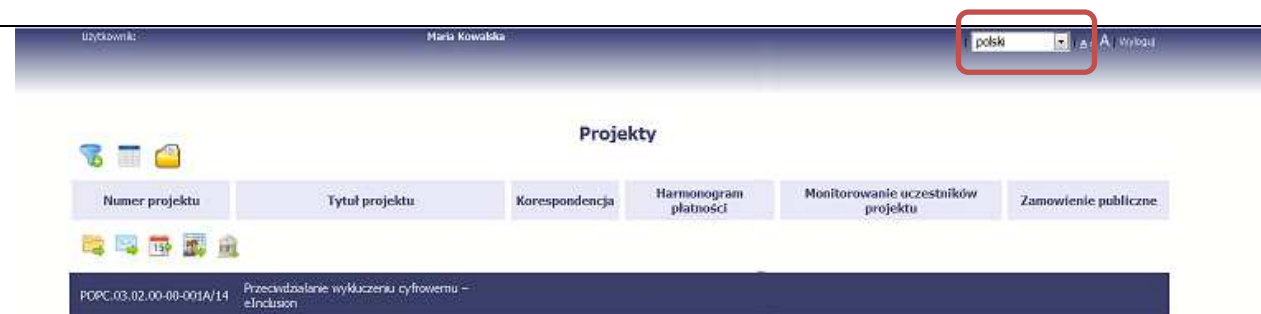 Użytkownik:
Maria Kowalska
polski
A A Wyloguj
Projekty
Numer projektu
Tytuł projektu
Korespondencja
Harmonogram
płatności
Monitorowanie uczestników
projektu
Zamowienie publiczne
POPC.03.02.00-00-001A/14
Przeciwdziałanie wykluczeniu cyfrowemu –
eInclusion